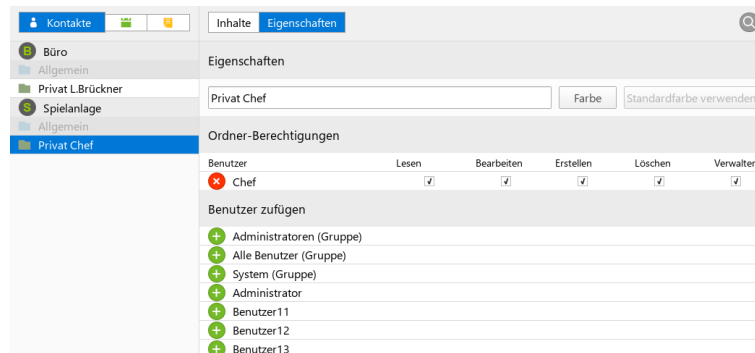 Kontakte
Inhalte Eigenschaften
B Büro
Allgemein
Privat L.Brückner
S Spielanlage
Allgemein
Privat Chef
Eigenschaften
Privat Chef Farbe Standardfarbe verwenden
Ordner-Berechtigungen
Benutzer Lesen Bearbeiten Erstellen Löschen Verwalten
Chef
Benutzer zufügen
Administratoren (Gruppe)
Alle Benutzer (Gruppe)
System (Gruppe)
Administrator
Benutzer11
Benutzer12
Benutzer13